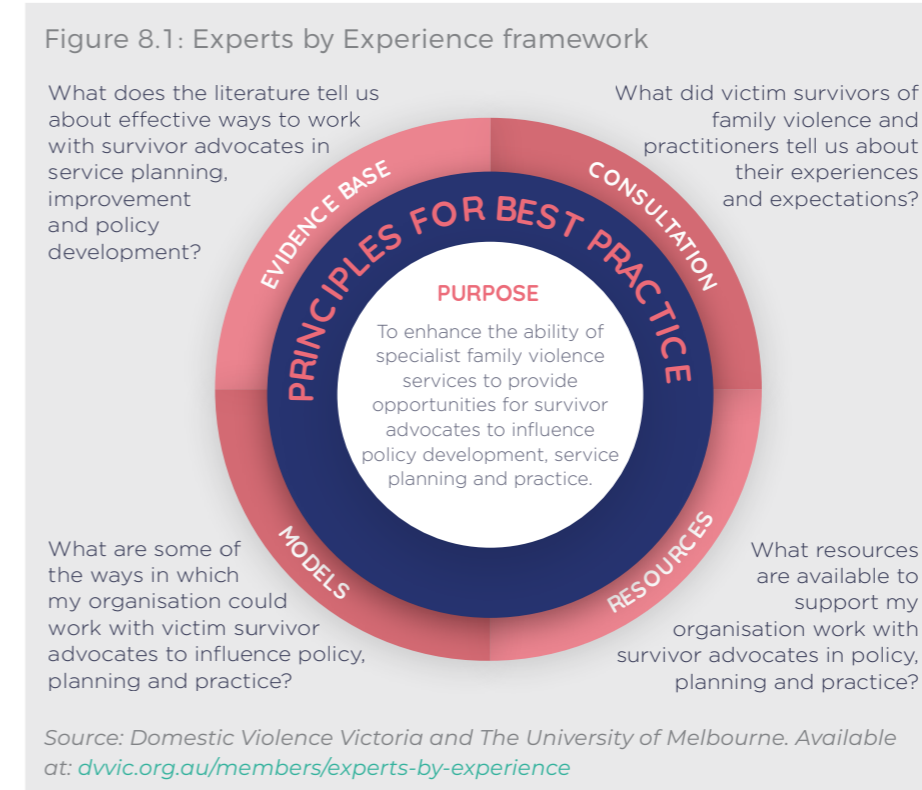 Figure 8.1: Experts by Experience framework
What does the literature tell us
about effective ways to work
with survivor advocates in
service planning,
improvement
and policy
development?
What did victim survivors of
family violence and
practitioners tell us about
their experiences
and expectations?
EVIDENCE BASE
CONSULTATION
PRINCIPLES FOR BEST PRACTICE
PURPOSE
To enhance the ability of
specialist family violence
services to provide
opportunities for survivor
advocates to influence
policy development, service
planning and practice.
MODELS
RESOURCES
What are some of
the ways in which
my organisation could
work with victim survivor
advocates to influence policy,
planning and practice?
What resources
are available to
support my
organisation work with
survivor advocates in policy,
planning and practice?
Source: Domestic Violence Victoria and The University of Melbourne. Available
at: dvvic.org.au/members/experts-by-experience